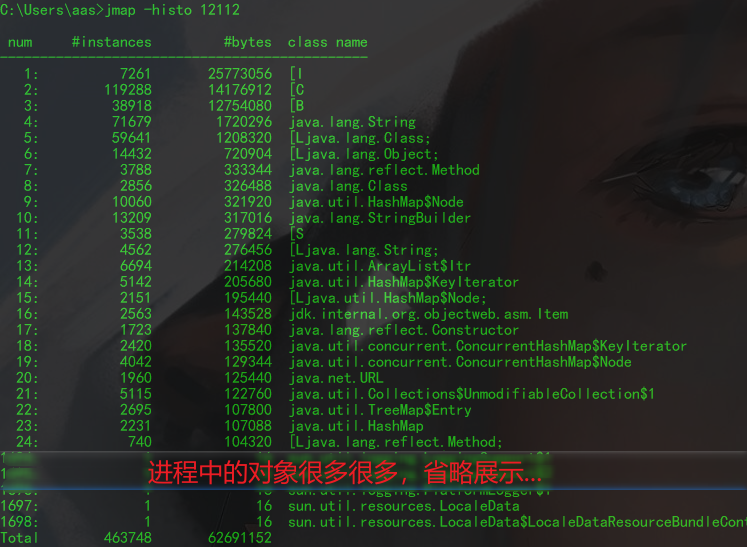 C:\Users\aas>jmap -histo 12112
num #instances #bytes class name
----------------------------------------------
1: 7261 25773056 [I
2: 119288 14176912 [C
3: 38918 12754080 [B
4: 71679 1720296 java.lang.String
5: 59641 1208320 [Ljava.lang.Class;
6: 14432 720904 [Ljava.lang.Object;
7: 3788 333344 java.lang.reflect.Method
8: 2856 326488 java.lang.Class
9: 10060 321920 java.util.HashMap$Node
10: 13209 317016 java.lang.StringBuilder
11: 3538 279824 [S
12: 4562 276456 [Ljava.lang.String;
13: 6694 214208 java.util.ArrayList$Itr
14: 5142 205680 java.util.HashMap$KeyIterator
15: 2151 195440 [Ljava.util.HashMap$Node;
16: 2563 143528 jdk.internal.org.objectweb.asm.Item
17: 1723 137840 java.lang.reflect.Constructor
18: 2420 135520 java.util.concurrent.ConcurrentHashMap$KeyIterator
19: 4042 129344 java.util.concurrent.ConcurrentHashMap$Node
20: 1960 125440 java.net.URL
21: 5115 122760 java.util.Collections$UnmodifiableCollection$1
22: 2695 107800 java.util.TreeMap$Entry
23: 2231 107088 java.util.HashMap
24: 740 104320 [Ljava.lang.reflect.Method;
进程中的对象很多很多，省略展示...
1697: 1 16 sun.util.resources.LocaleData
1698: 1 16 sun.util.resources.LocaleData$LocaleDataResourceBundleCont
Total 463748 62691152